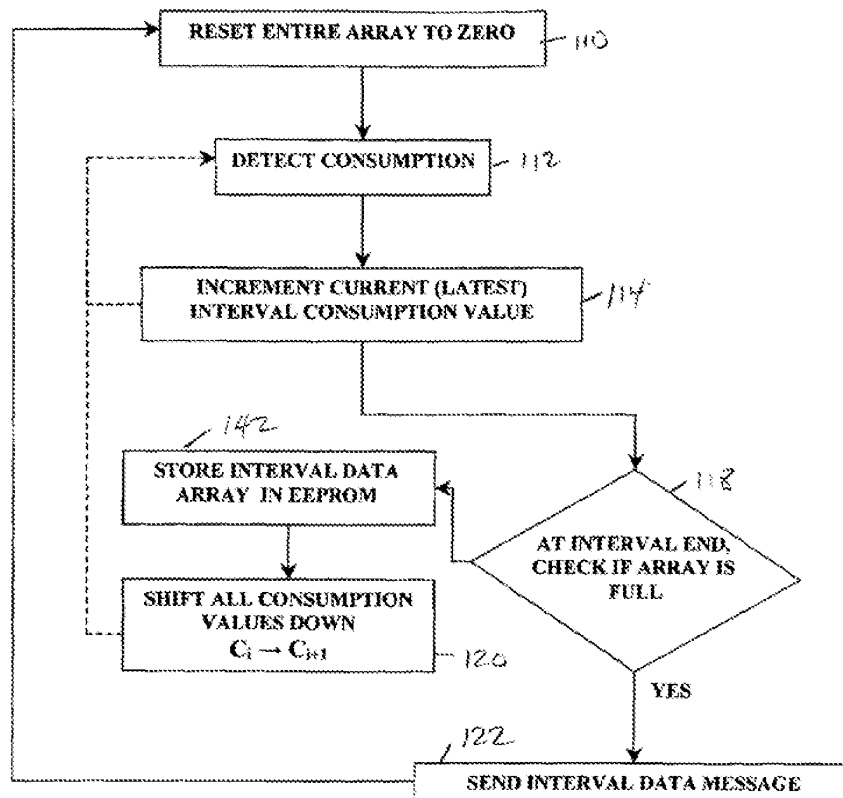 RESET ENTIRE ARRAY TO ZERO
110
DETECT CONSUMPTION
112
INCREMENT CURRENT (LATEST)
INTERVAL CONSUMPTION VALUE
114
142
STORE INTERVAL DATA
ARRAY IN EEPROM
118
AT INTERVAL END,
CHECK IF ARRAY IS
FULL
SHIFT ALL CONSUMPTION
VALUES DOWN
Ci → Ci+1
120
YES
122
SEND INTERVAL DATA MESSAGE